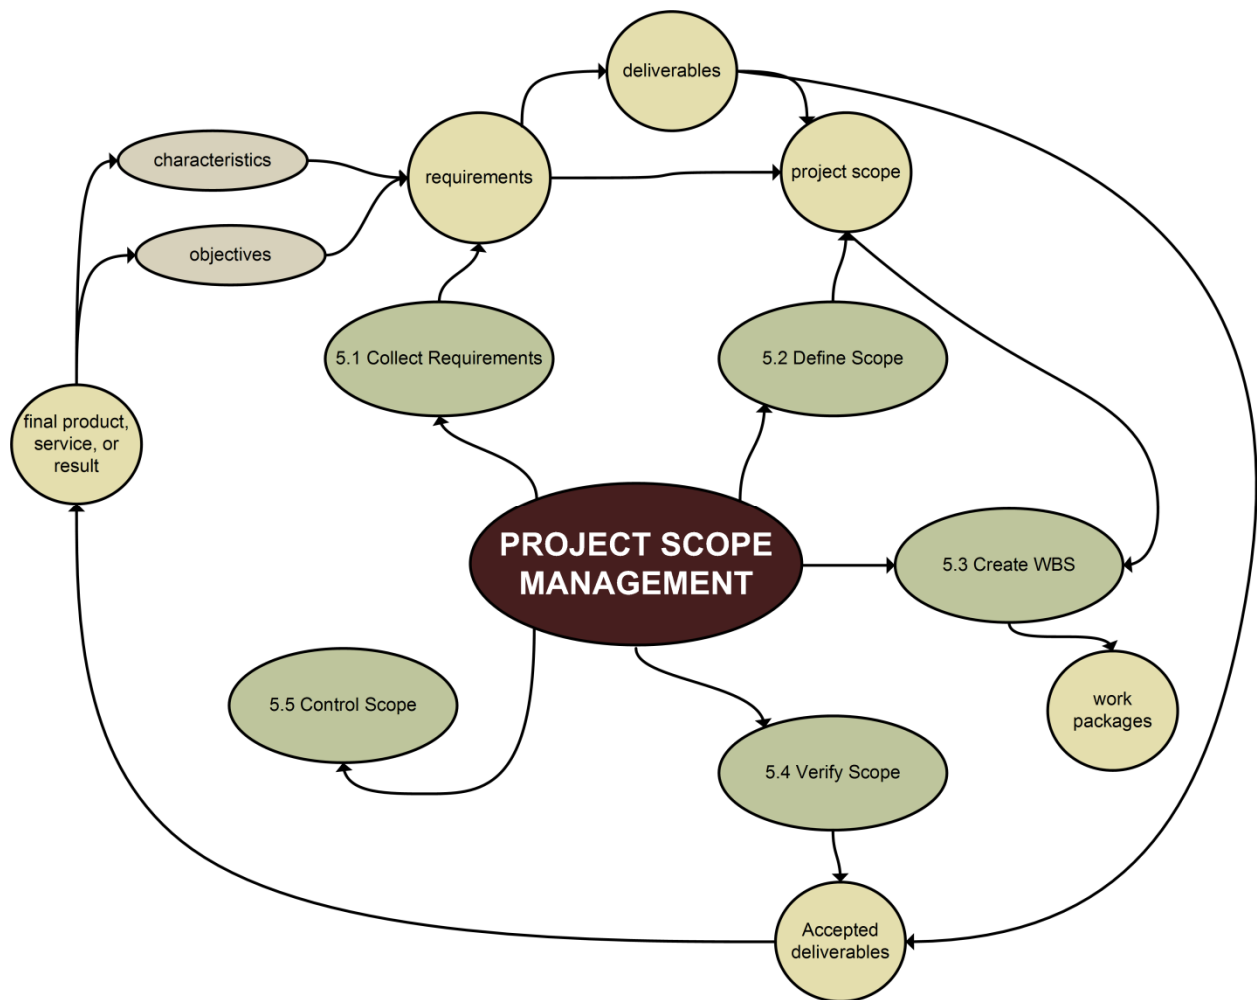 deliverables
characteristics
requirements
project scope
objectives
5.1 Collect Requirements
5.2 Define Scope
final product,
service, or
result
PROJECT SCOPE
MANAGEMENT
5.3 Create WBS
5.5 Control Scope
work
packages
5.4 Verify Scope
Accepted
deliverables